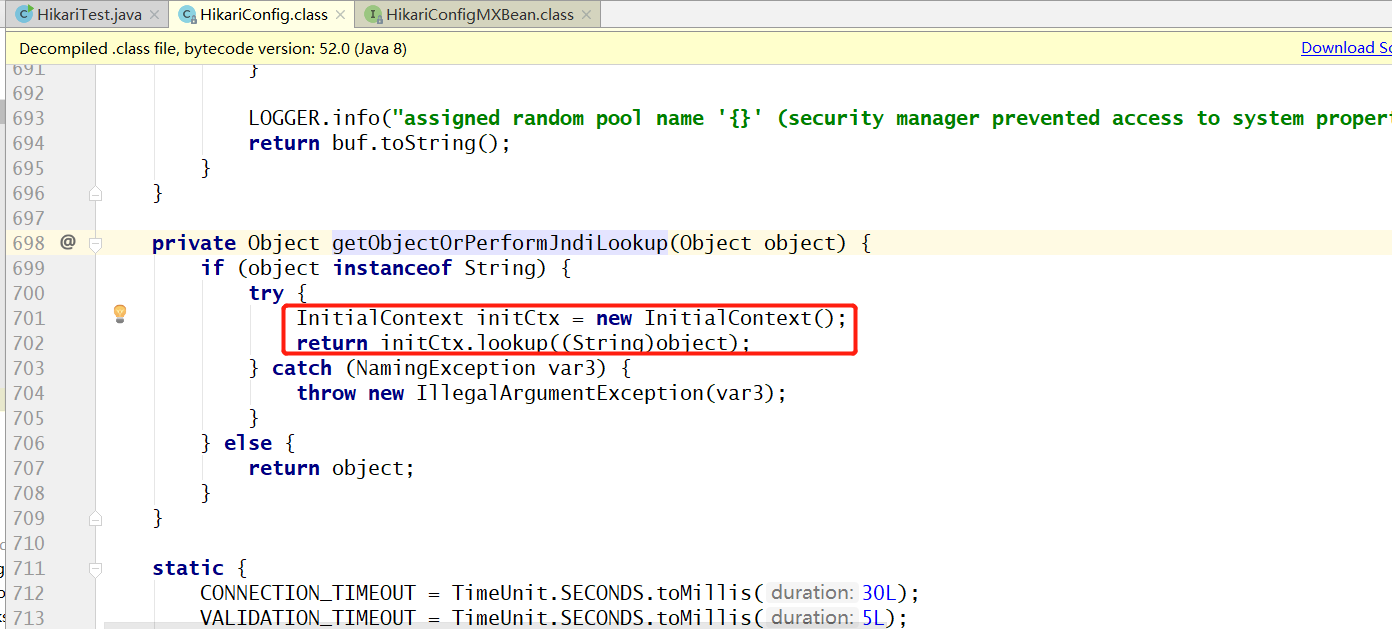 HikariTest.java × HikariConfig.class × HikariConfigMXBean.class ×
Decompiled .class file, bytecode version: 52.0 (Java 8) Download So
691 }
692
693 LOGGER.info("assigned random pool name '{}' (security manager prevented access to system propert
694 return buf.toString();
695 }
696 }
697
698 @ private Object getObjectOrPerformJndiLookup(Object object) {
699 if (object instanceof String) {
700 try {
701 InitialContext initCtx = new InitialContext();
702 return initCtx.lookup((String)object);
703 } catch (NamingException var3) {
704 throw new IllegalArgumentException(var3);
705 }
706 } else {
707 return object;
708 }
709 }
710
711 static {
712 CONNECTION_TIMEOUT = TimeUnit.SECONDS.toMillis( duration: 30L);
713 VALIDATION_TIMEOUT = TimeUnit.SECONDS.toMillis( duration: 5L);